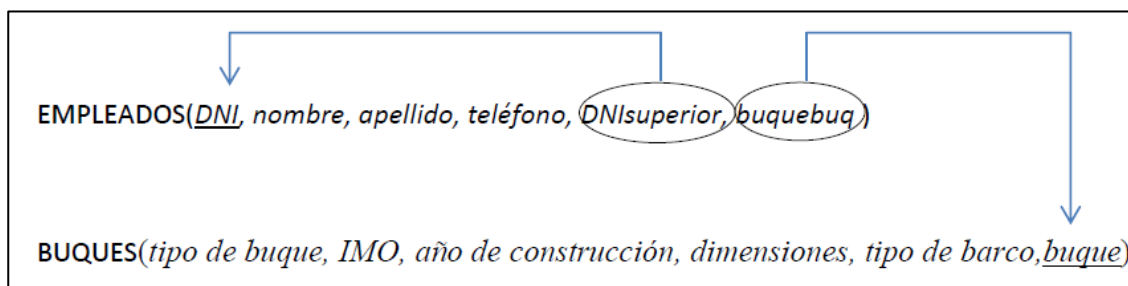 EMPLEADOS(DNI, nombre, apellido, teléfono, DNIsuperior, buquebuq)
BUQUES(tipo de buque, IMO, año de construcción, dimensiones, tipo de barco,buque)